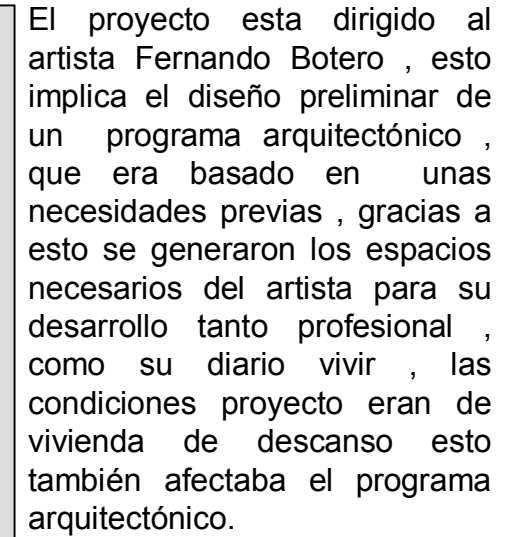 El proyecto esta dirigido al
artista Fernando Botero , esto
implica el diseño preliminar de
un programa arquitectónico ,
que era basado en unas
necesidades previas , gracias a
esto se generaron los espacios
necesarios del artista para su
desarrollo tanto profesional ,
como su diario vivir , las
condiciones proyecto eran de
vivienda de descanso esto
también afectaba el programa
arquitectónico.